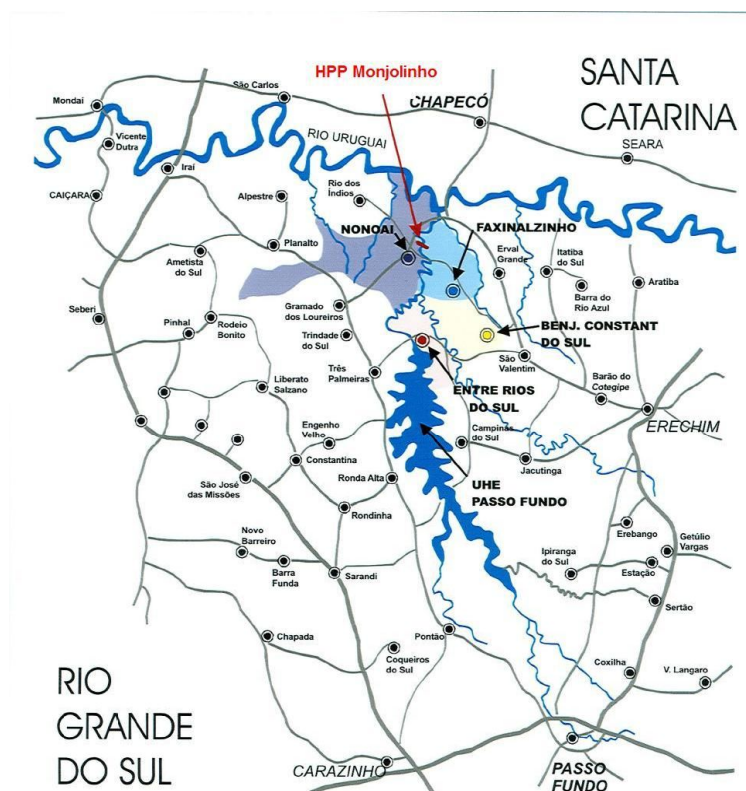 HPP Monjolinho
SANTA
CATARINA
São Carlos
Mondaí
CHAPECÓ
Vicente
Dutra
RIO URUGUAI
SEARA
Iraí
Rio dos
Índios
CAIÇARA
Alpestre
NONOAI
FAXINALZINHO
Planalto
Ametista
do Sul
Erval
Grande
Itatiba
do Sul
Aratiba
Barra do
Rio Azul
Gramado
dos Loureiros
Seberi
Pinhal
Rodeio
Bonito
Trindade
do Sul
BENJ. CONSTANT
DO SUL
São
Valentim
Três
Palmeiras
Liberato
Salzano
ENTRE RIOS
DO SUL
Barão do
Cotegipe
ERECHIM
Engenho
Velho
Campinas
do Sul
Constantina
Jacutinga
São José
das Missões
Ronda Alta
UHE
PASSO FUNDO
Rondinha
Novo
Barreiro
Erebango
Getúlio
Vargas
Ipiranga
do Sul
Estação
Barra
Funda
Sarandi
Sertão
Chapada
Pontão
Coqueiros
do Sul
Coxilha
V. Langaro
RIO
GRANDE
DO SUL
CARAZINHO
PASSO
FUNDO